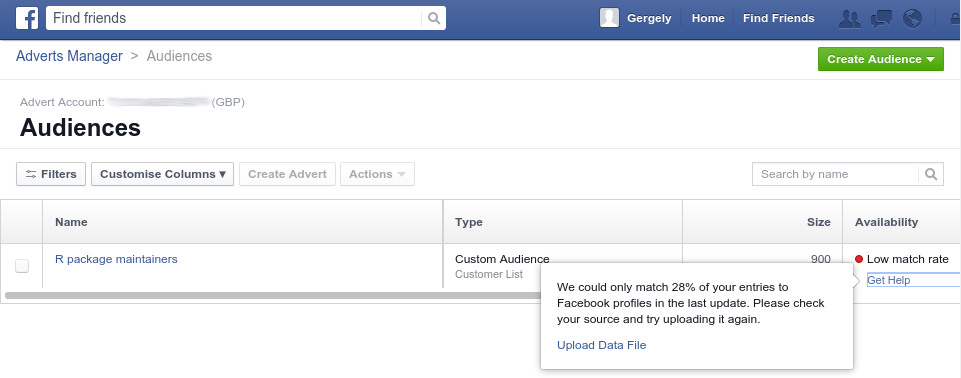 f
Find friends
Gergely Home Find Friends
Adverts Manager > Audiences
Create Audience
Advert Account: (GBP)
Audiences
Filters Customise Columns ▾ Create Advert Actions
Search by name
Name Type Size Availability
R package maintainers Custom Audience 900 Low match rate
Customer List Get Help
We could only match 28% of your entries to
Facebook profiles in the last update. Please check
your source and try uploading it again.
Upload Data File